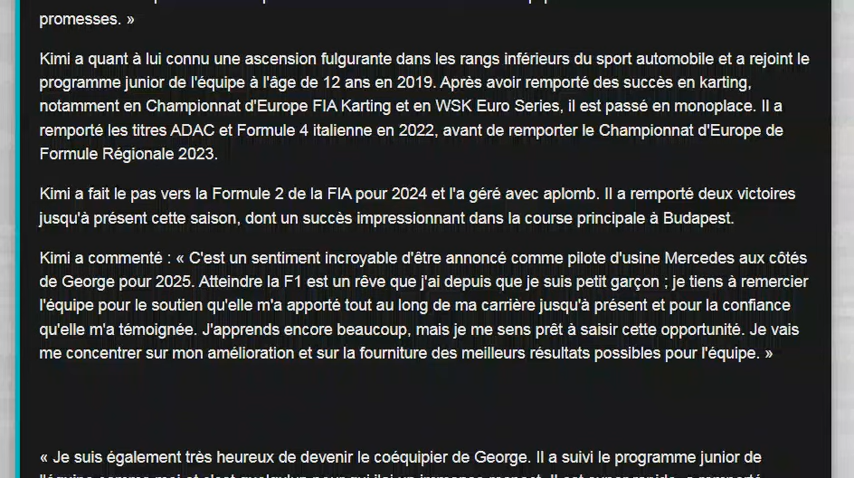 promesses. »
Kimi a quant à lui connu une ascension fulgurante dans les rangs inférieurs du sport automobile et a rejoint le
programme junior de l'équipe à l'âge de 12 ans en 2019. Après avoir remporté des succès en karting,
notamment en Championnat d'Europe FIA Karting et en WSK Euro Series, il est passé en monoplace. Il a
remporté les titres ADAC et Formule 4 italienne en 2022, avant de remporter le Championnat d'Europe de
Formule Régionale 2023.
Kimi a fait le pas vers la Formule 2 de la FIA pour 2024 et l'a géré avec aplomb. Il a remporté deux victoires
jusqu'à présent cette saison, dont un succès impressionnant dans la course principale à Budapest.
Kimi a commenté : « C'est un sentiment incroyable d'être annoncé comme pilote d'usine Mercedes aux côtés
de George pour 2025. Atteindre la F1 est un rêve que j'ai depuis que je suis petit garçon ; je tiens à remercier
l'équipe pour le soutien qu'elle m'a apporté tout au long de ma carrière jusqu'à présent et pour la confiance
qu'elle m'a témoignée. J'apprends encore beaucoup, mais je me sens prêt à saisir cette opportunité. Je vais
me concentrer sur mon amélioration et sur la fourniture des meilleurs résultats possibles pour l'équipe. »
« Je suis également très heureux de devenir le coéquipier de George. Il a suivi le programme junior de